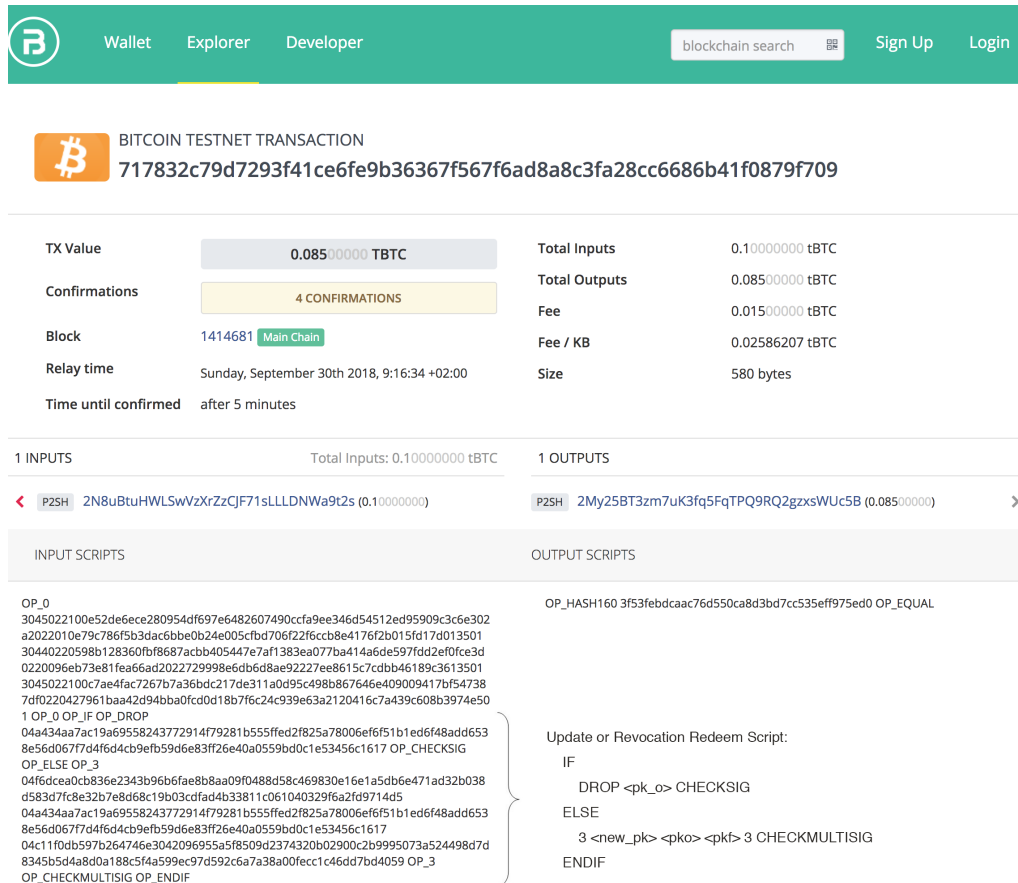 Wallet Explorer Developer blockchain search Sign Up Login
BITCOIN TESTNET TRANSACTION
717832c79d7293f41ce6fe9b36367f567f6ad8a8c3fa28cc6686b41f0879f709
TX Value 0.08500000 TBTC
Confirmations 4 CONFIRMATIONS
Block 1414681 Main Chain
Relay time Sunday, September 30th 2018, 9:16:34 +02:00
Time until confirmed after 5 minutes
Total Inputs 0.10000000 tBTC
Total Outputs 0.08500000 tBTC
Fee 0.01500000 tBTC
Fee / KB 0.02586207 tBTC
Size 580 bytes
1 INPUTS Total Inputs: 0.10000000 tBTC
P2SH 2N8uBtuHWLSwVzXrZzCJF71sLLLDNWa9t2s (0.10000000)
1 OUTPUTS
P2SH 2My25BT3zm7uK3fq5FqTPQ9RQ2gzxsWUc5B (0.08500000)
INPUT SCRIPTS
OP_0
3045022100e52de6ece280954df697e6482607490ccfa9ee346d54512ed95909c3c6e302
a2022010e79c786f5b3dac6bbe0b24e005cfbd706f22f6ccb8e4176f2b015fd17d013501
30440220598b128360fbf8687acbb405447e7af1383ea077ba414a6de597fdd2ef0fce3d
0220096eb73e81fea66ad2022729998e6db6d8ae92227ee8615c7cdbb46189c3613501
3045022100c7ae4fac7267b7a36bdc217de311a0d95c498b867646e409009417bf547387
7df0220427961baa42d94bba0fcd0d18b7f6c24c939e63a2120416c7a439c608b3974e50
1 OP_0 OP_IF OP_DROP
04a434aa7ac19a69558243772914f79281b555ffed2f825a78006ef6f51b1ed6f48add653
8e56d067f7d4f6d4cb9efb59d6e83ff26e40a0559bd0c1e53456c1617 OP_CHECKSIG
OP_ELSE OP_3
04f6dcea0cb836e2343b96b6fae8b8aa09f0488d58c469830e16e1a5db6e471ad32b038
d583d7fc8e32b7e8d68c19b03cdfad4b33811c061040329f6a2fd9714d5
04a434aa7ac19a69558243772914f79281b555ffed2f825a78006ef6f51b1ed6f48add653
8e56d067f7d4f6d4cb9efb59d6e83ff26e40a0559bd0c1e53456c1617
04c11f0db597b264746e3042096955a5f8509d2374320b02900c2b9995073a524498d7d
8345b5d4a8d0a188c5f4a599ec97d592c6a7a38a00fecc1c46dd7bd4059 OP_3
OP_CHECKMULTISIG OP_ENDIF
OUTPUT SCRIPTS
OP_HASH160 3f53febdcaac76d550ca8d3bd7cc535eff975ed0 OP_EQUAL
Update or Revocation Redeem Script:
IF
DROP <pk_o> CHECKSIG
ELSE
3 <new_pk> <pko> <pkf> 3 CHECKMULTISIG
ENDIF